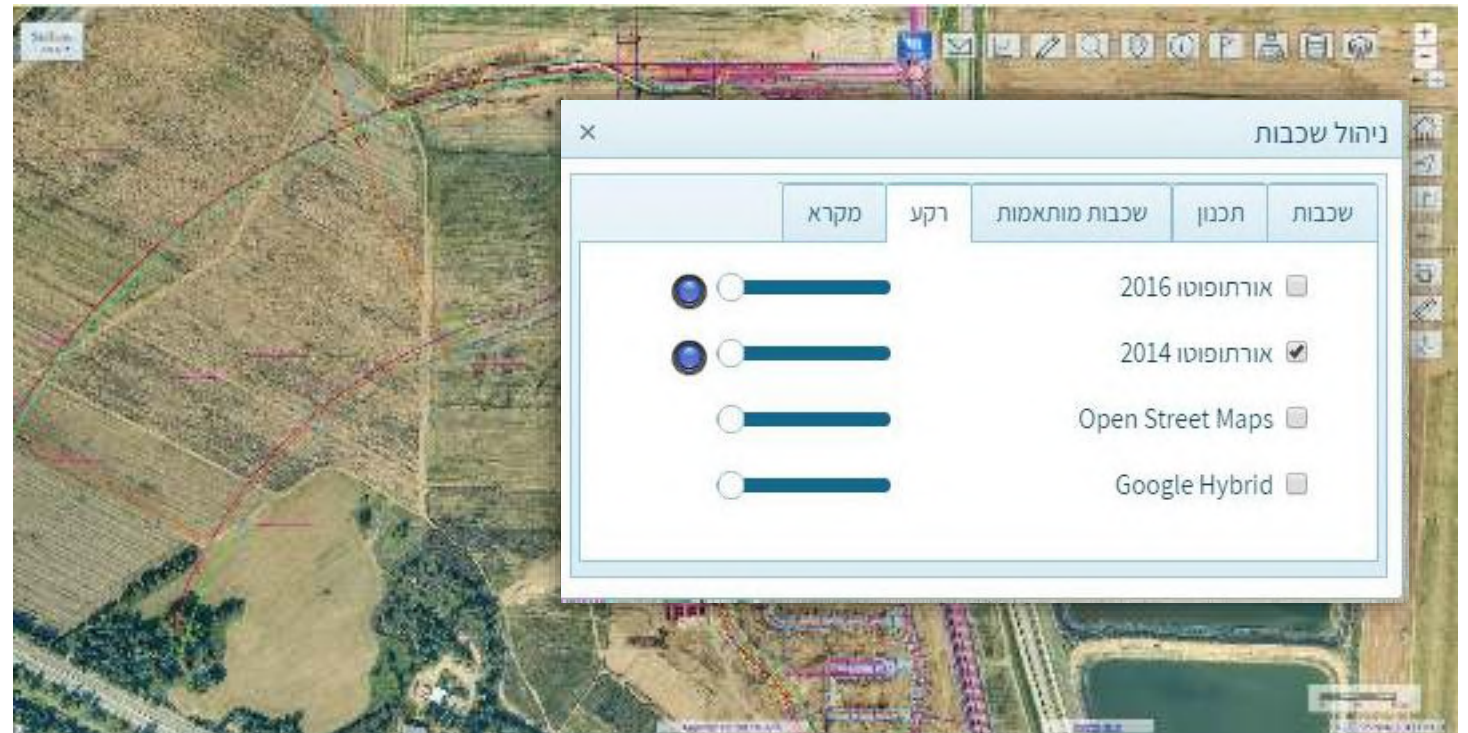 ניהול שכבות
שכבות תכנון שכבות מותאמות רקע מקרא
אורתופוטו 2016
אורתופוטו 2014
Open Street Maps
Google Hybrid